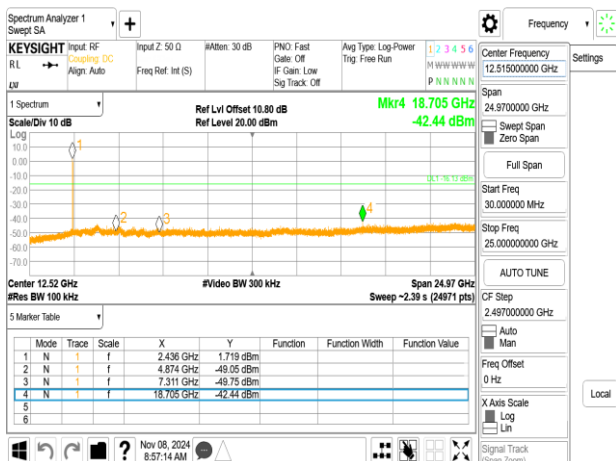 Spectrum Analyzer 1
Swept SA
Frequency
KEYSIGHT
Input: RF
Coupling: DC
Align: Auto
Input Z: 50 Ω
Freq Ref: Int (S)
#Atten: 30 dB
PNO: Fast
Gate: Off
IF Gain: Low
Sig Track: Off
Avg Type: Log-Power
Trig: Free Run
1 2 3 4 5 6
M W W W W W
P N N N N N
RL
LXI
1 Spectrum
Scale/Div 10 dB
Ref Lvl Offset 10.80 dB
Ref Level 20.00 dBm
Mkr4 18.705 GHz
-42.44 dBm
Log
10.0
0.00
-10.0
-20.0
-30.0
-40.0
-50.0
-60.0
-70.0
1
2
3
4
Center 12.52 GHz
#Res BW 100 kHz
#Video BW 300 kHz
Span 24.97 GHz
Sweep ~2.39 s (24971 pts)
5 Marker Table
Mode Trace Scale X Y Function Function Width Function Value
1 N 1 f 2.436 GHz 1.719 dBm
2 N 1 f 4.874 GHz -49.05 dBm
3 N 1 f 7.311 GHz -49.75 dBm
4 N 1 f 18.705 GHz -42.44 dBm
5
6
Nov 08, 2024
8:57:14 AM
Center Frequency
12.515000000 GHz
Span
24.9700000 GHz
Swept Span
Zero Span
Full Span
Start Freq
30.000000 MHz
Stop Freq
25.000000000 GHz
AUTO TUNE
CF Step
2.497000000 GHz
Auto
Man
Freq Offset
0 Hz
X Axis Scale
Log
Lin
Signal Track
(Span Zoom)
Settings
Local